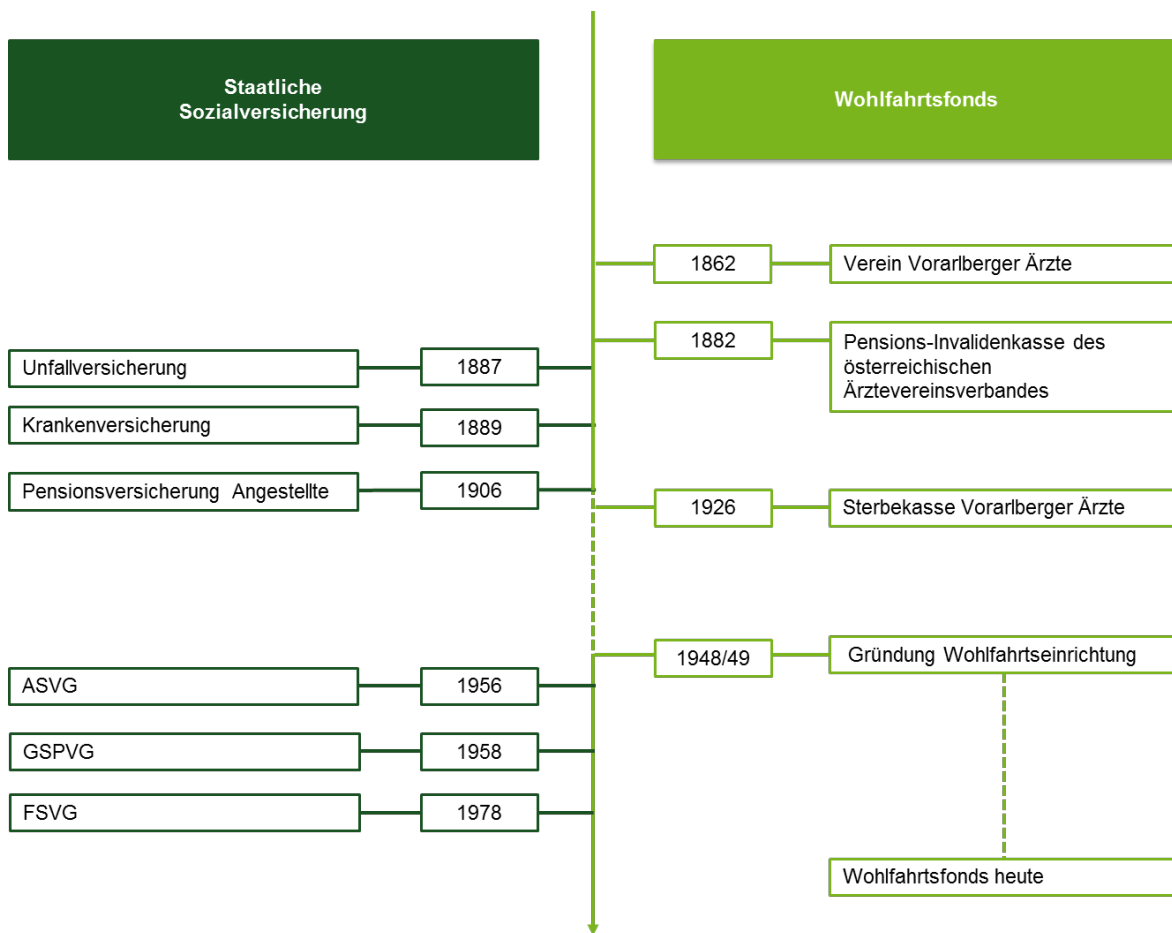 Staatliche
Sozialversicherung
Wohlfahrtsfonds
1862
Verein Vorarlberger Ärzte
1882
Pensions-Invalidenkasse des
österreichischen
Ärztevereinsverbandes
Unfallversicherung
1887
Krankenversicherung
1889
Pensionsversicherung Angestellte
1906
1926
Sterbekasse Vorarlberger Ärzte
1948/49
Gründung Wohlfahrtseinrichtung
ASVG
1956
GSPVG
1958
FSVG
1978
Wohlfahrtsfonds heute